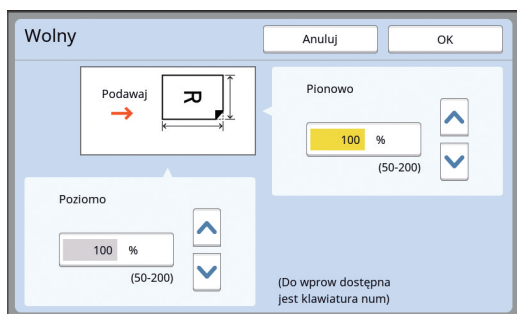 Wolny
Anuluj
OK
Podawaj
R
Pionowo
100 %
(50-200)
Poziomo
100 %
(50-200)
(Do wprow dostępna
jest klawiatura num)